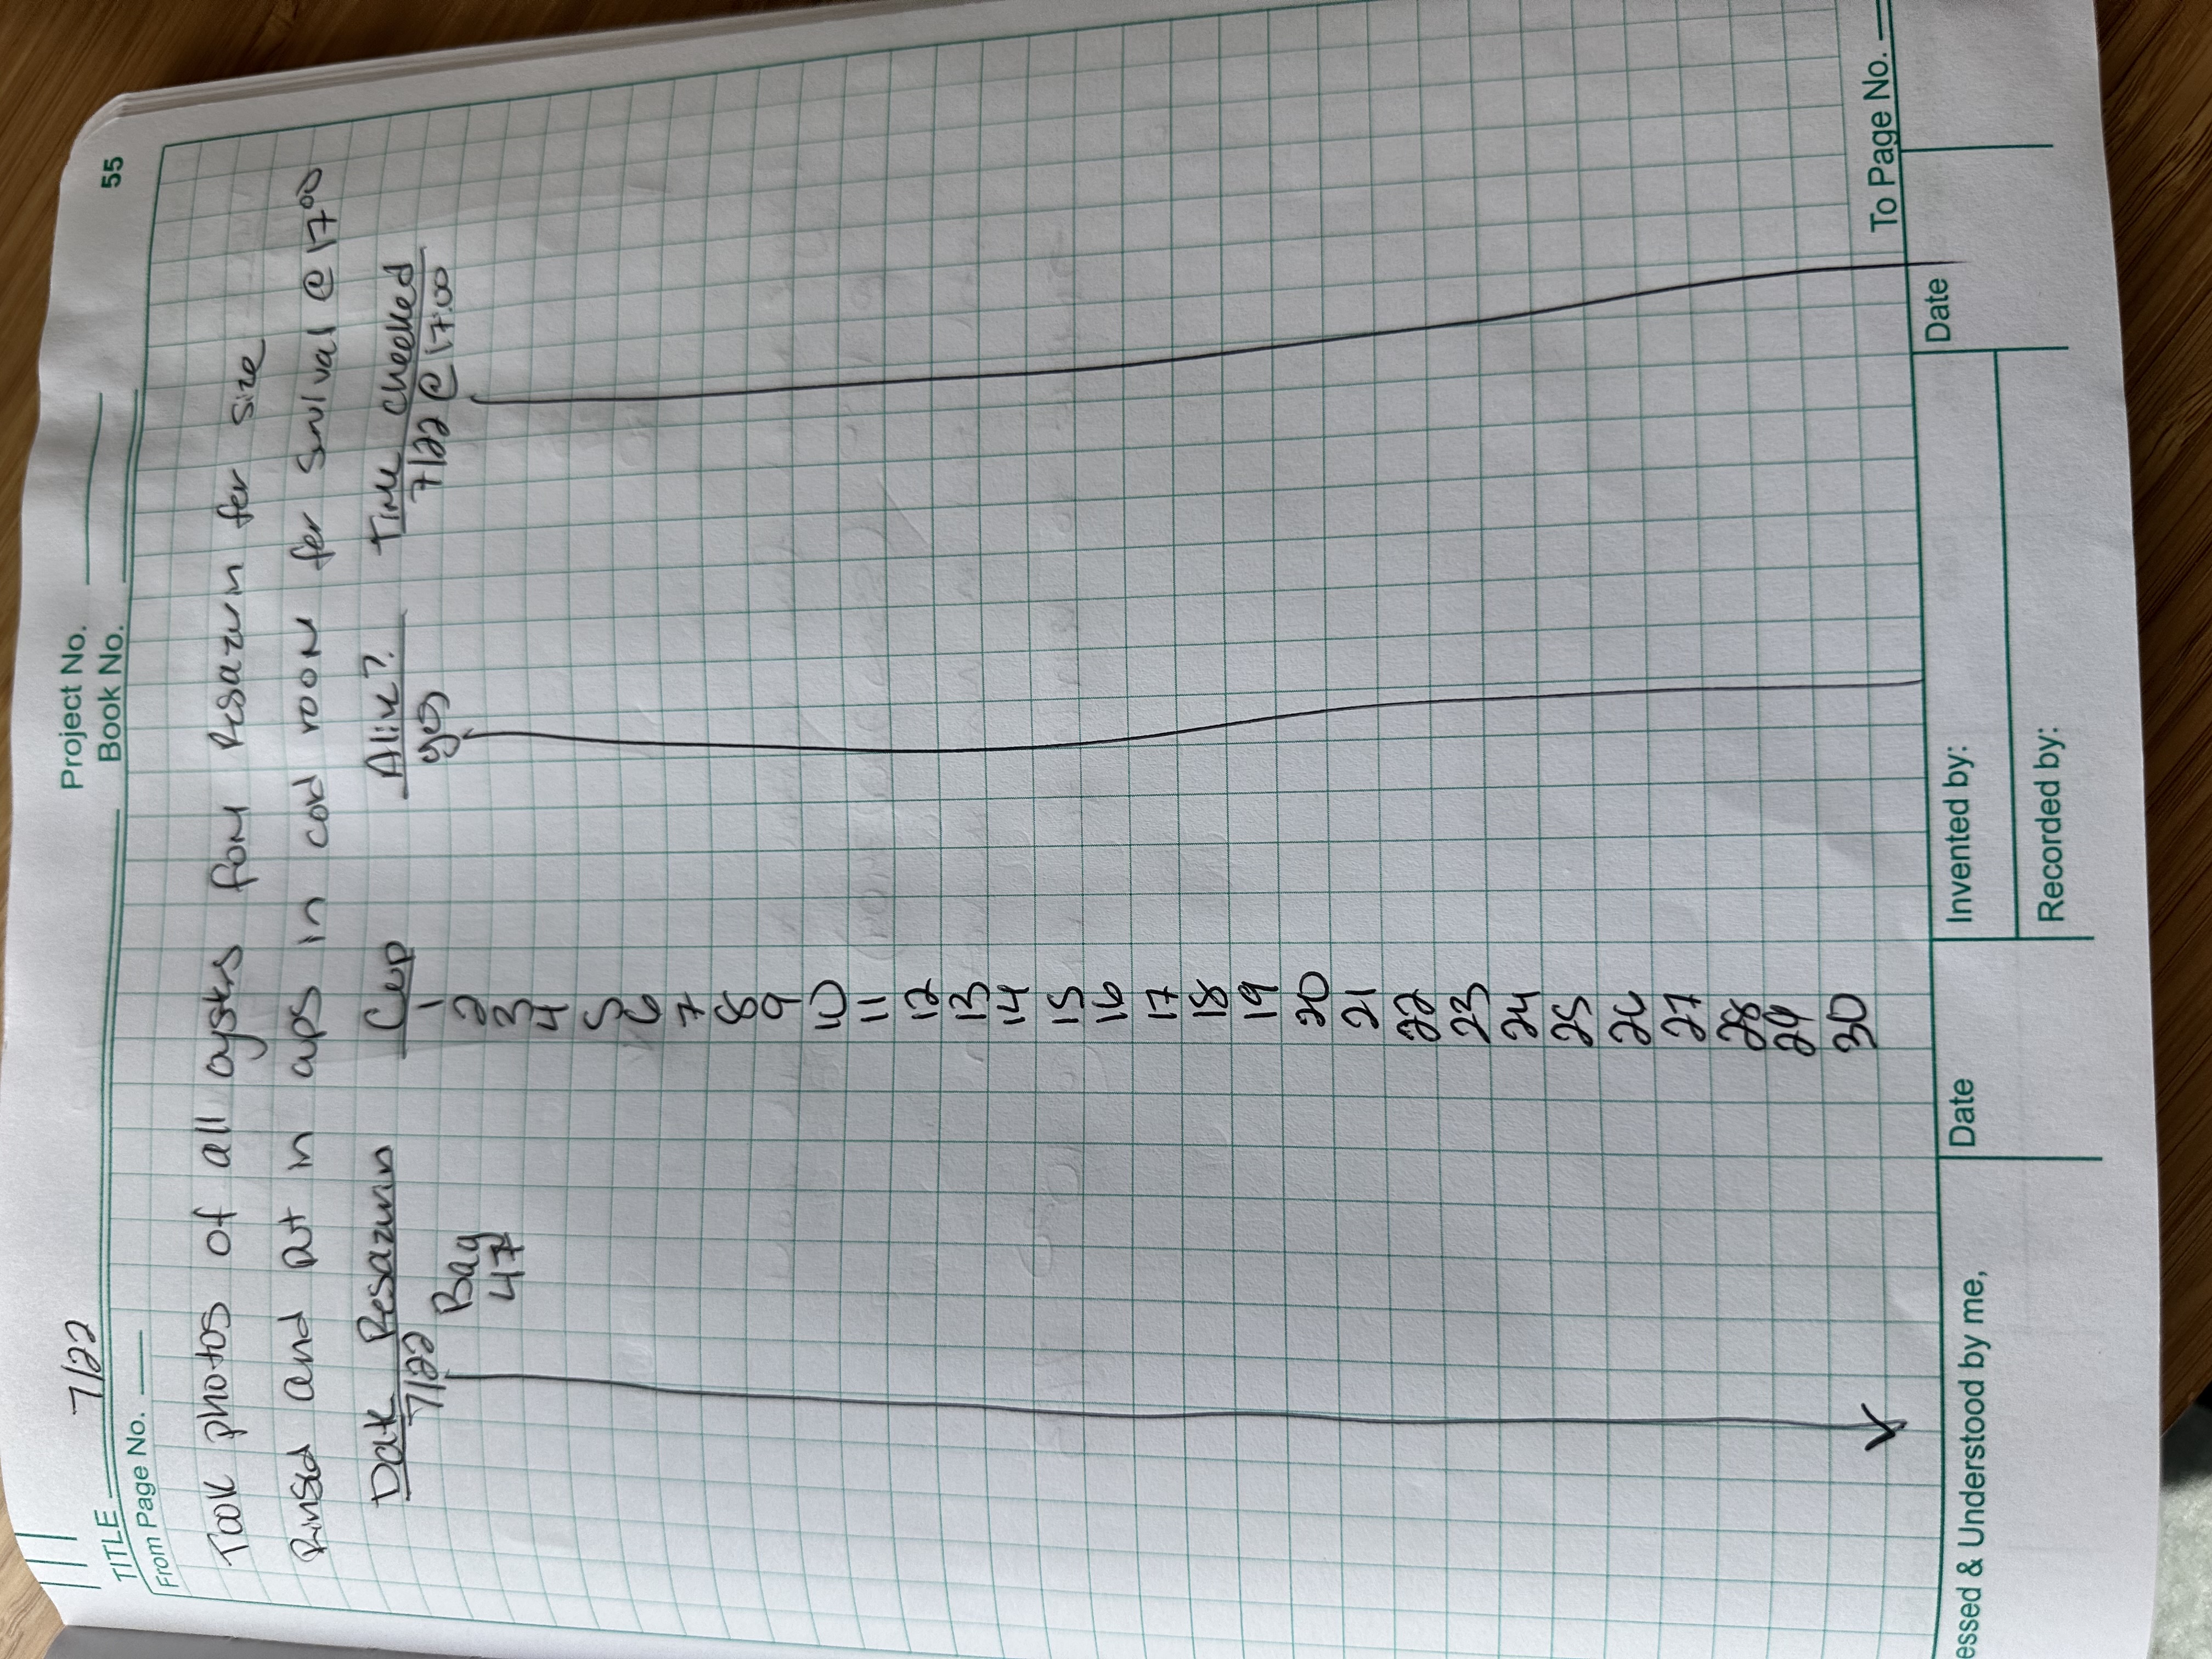 7/22
TITLE
Project No.
Book No.
55
From Page No.
Took photos of all oysters from Resazurin for size
Rinsed and put in cups in cold room for survival @ 17:00
Date Resazurin Cup Alive? Time checked
7/22 1 yes 7/22 @ 17:00
Bag 2
47 3
4
5
6
7
8
9
10
11
12
13
14
15
16
17
18
19
20
21
22
23
24
25
26
27
28
29
30
To Page No.
essed & Understood by me,
Date
Invented by:
Date
Recorded by: